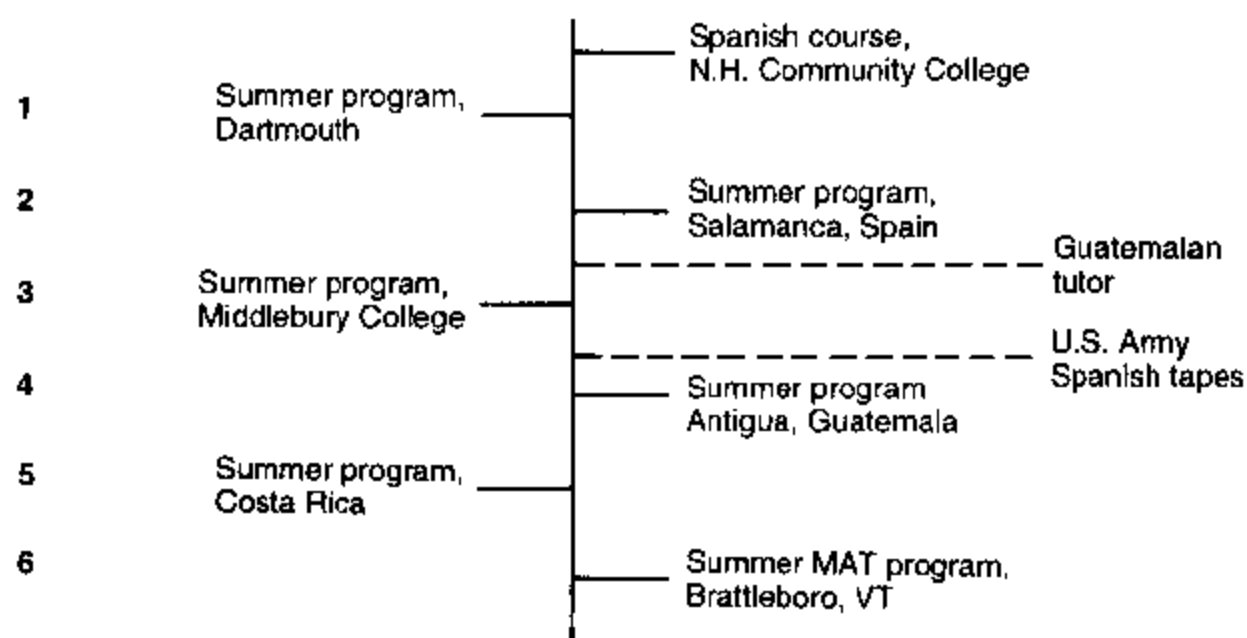 Spanish course,
N.H. Community College
1
Summer program,
Dartmouth
2
Summer program,
Salamanca, Spain
Guatemalan
tutor
3
Summer program,
Middlebury College
U.S. Army
Spanish tapes
4
Summer program
Antigua, Guatemala
5
Summer program,
Costa Rica
6
Summer MAT program,
Brattleboro, VT